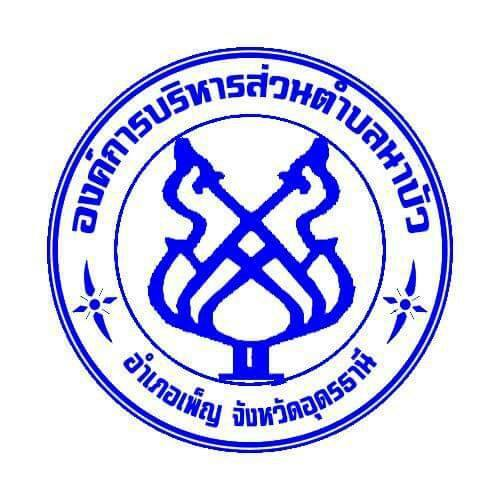 องค์การบริหารส่วนตำบลนาบัว
อำเภอเพ็ญ จังหวัดอุดรธานี